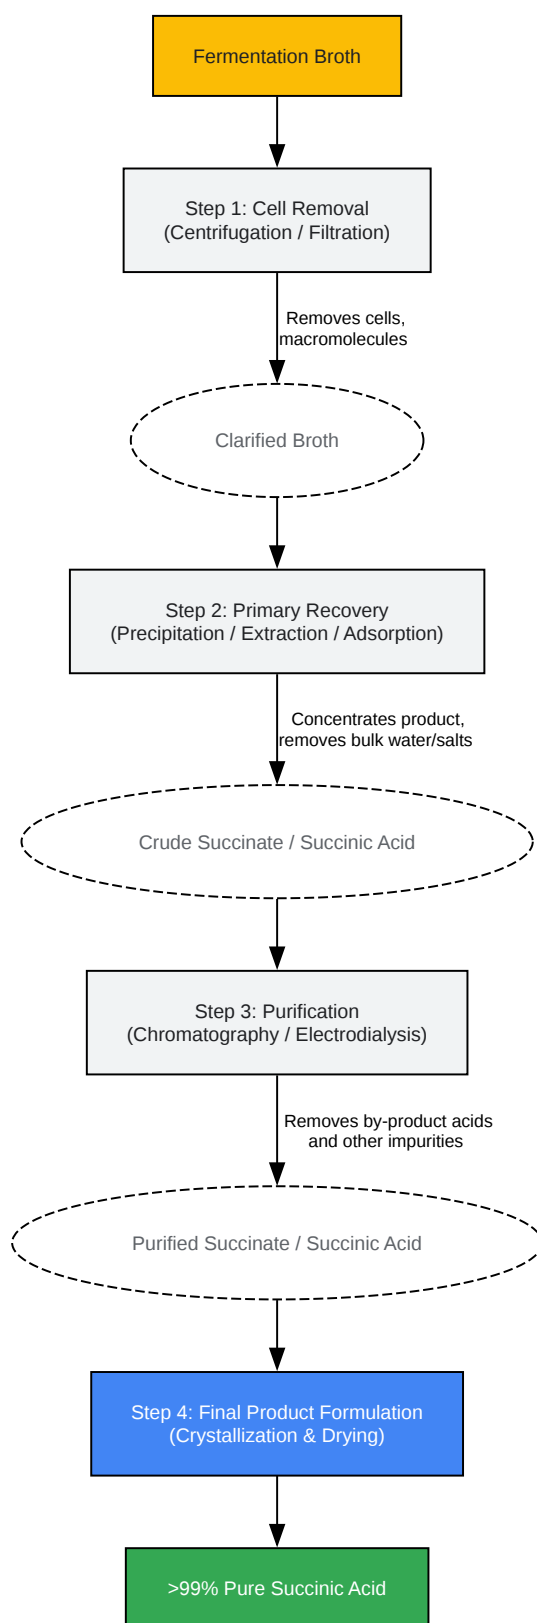 Fermentation Broth
Step 1: Cell Removal
(Centrifugation / Filtration)
Removes cells,
macromolecules
Clarified Broth
Step 2: Primary Recovery
(Precipitation / Extraction / Adsorption)
Concentrates product,
removes bulk water/salts
Crude Succinate / Succinic Acid
Step 3: Purification
(Chromatography / Electrodialysis)
Removes by-product acids
and other impurities
Purified Succinate / Succinic Acid
Step 4: Final Product Formulation
(Crystallization & Drying)
>99% Pure Succinic Acid